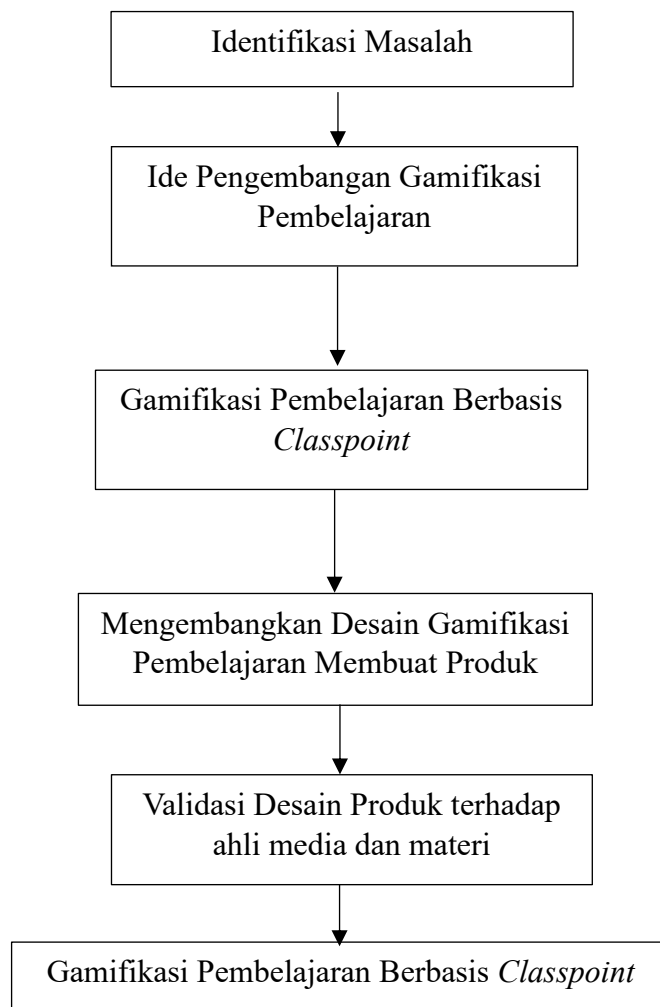 Identifikasi Masalah
Ide Pengembangan Gamifikasi
Pembelajaran
Gamifikasi Pembelajaran Berbasis
Classpoint
Mengembangkan Desain Gamifikasi
Pembelajaran Membuat Produk
Validasi Desain Produk terhadap
ahli media dan materi
Gamifikasi Pembelajaran Berbasis Classpoint